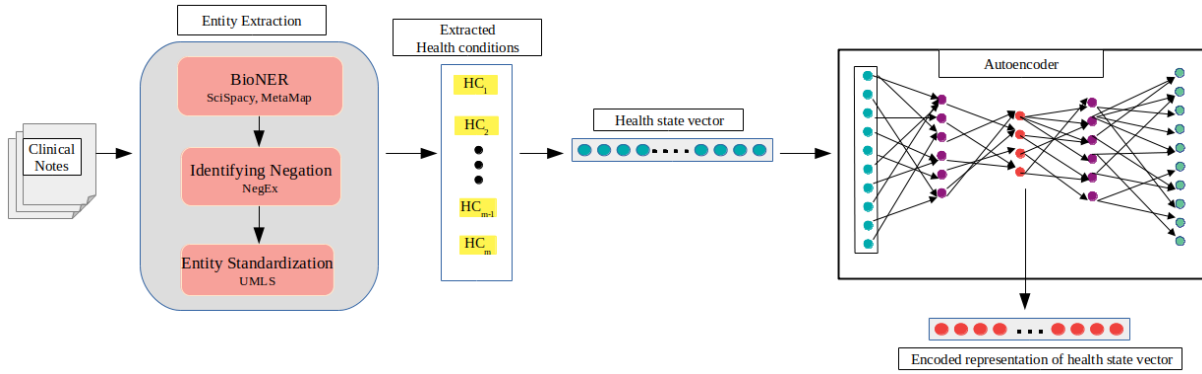 Clinical
Notes
Entity Extraction
BioNER
SciSpacy, MetaMap
Identifying Negation
NegEx
Entity Standardization
UMLS
Extracted
Health conditions
HC1
HC2
HCm-1
HCm
Health state vector
Autoencoder
Encoded representation of health state vector